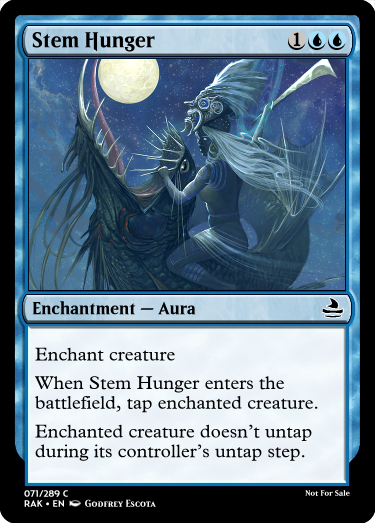 Stem Hunger 1
Enchantment — Aura
Enchant creature
When Stem Hunger enters the
battlefield, tap enchanted creature.
Enchanted creature doesn't untap
during its controller's untap step.
071/289 C
Not For Sale
RAK • EN Godfrey Escota